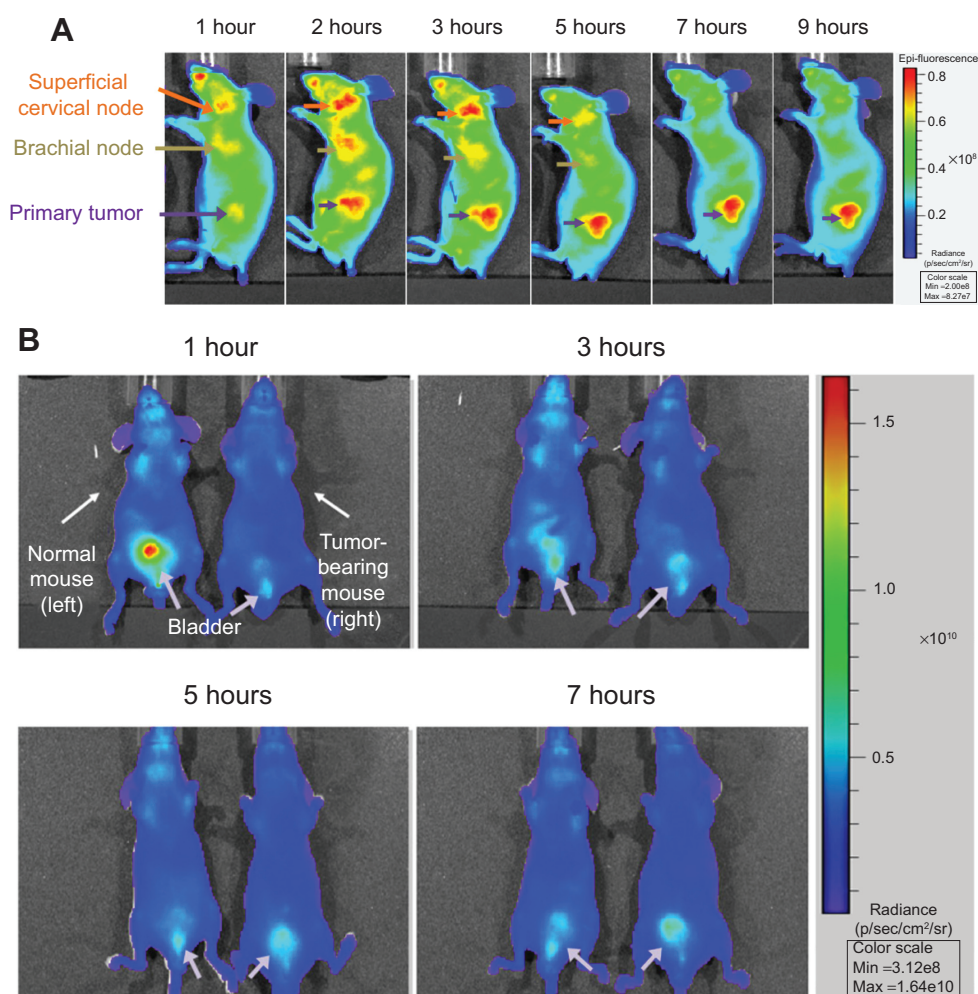 A
1 hour
2 hours
3 hours
5 hours
7 hours
9 hours
Superficial
cervical node
Brachial node
Primary tumor
Epi-fluorescence
0.8
0.6
0.4
×10⁸
0.2
Radiance
(p/sec/cm²/sr)
Color scale
Min =2.00e8
Max =8.27e7
B
1 hour
3 hours
Normal
mouse
(left)
Bladder
Tumor-
bearing
mouse
(right)
5 hours
7 hours
1.5
1.0
×10¹⁰
0.5
Radiance
(p/sec/cm²/sr)
Color scale
Min =3.12e8
Max =1.64e10